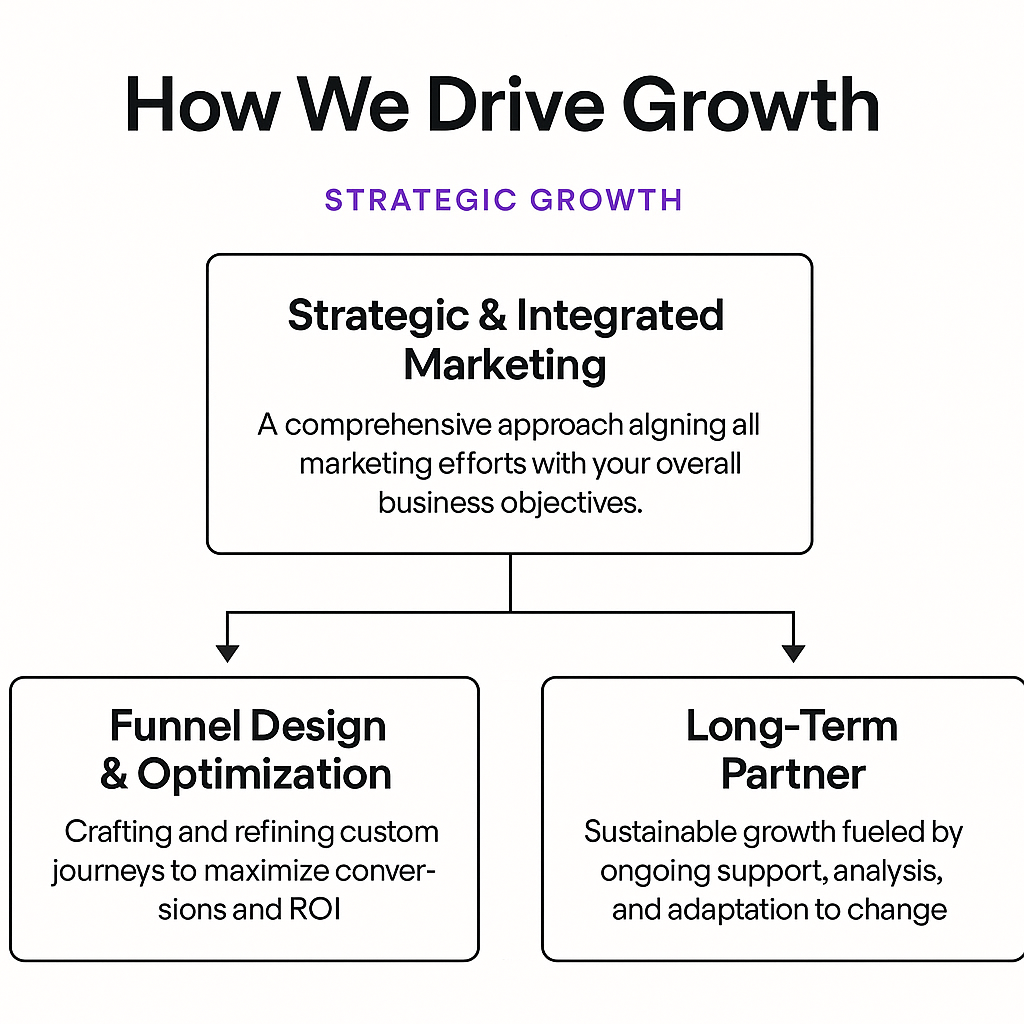 How We Drive Growth
STRATEGIC GROWTH
Strategic & Integrated
Marketing
A comprehensive approach algning all
marketing efforts with your overall
business objectives.
Funnel Design
& Optimization
Crafting and refining custom
journeys to maximize conver-
sions and ROI
Long-Term
Partner
Sustainable growth fueled by
ongoing support, analysis,
and adaptation to change